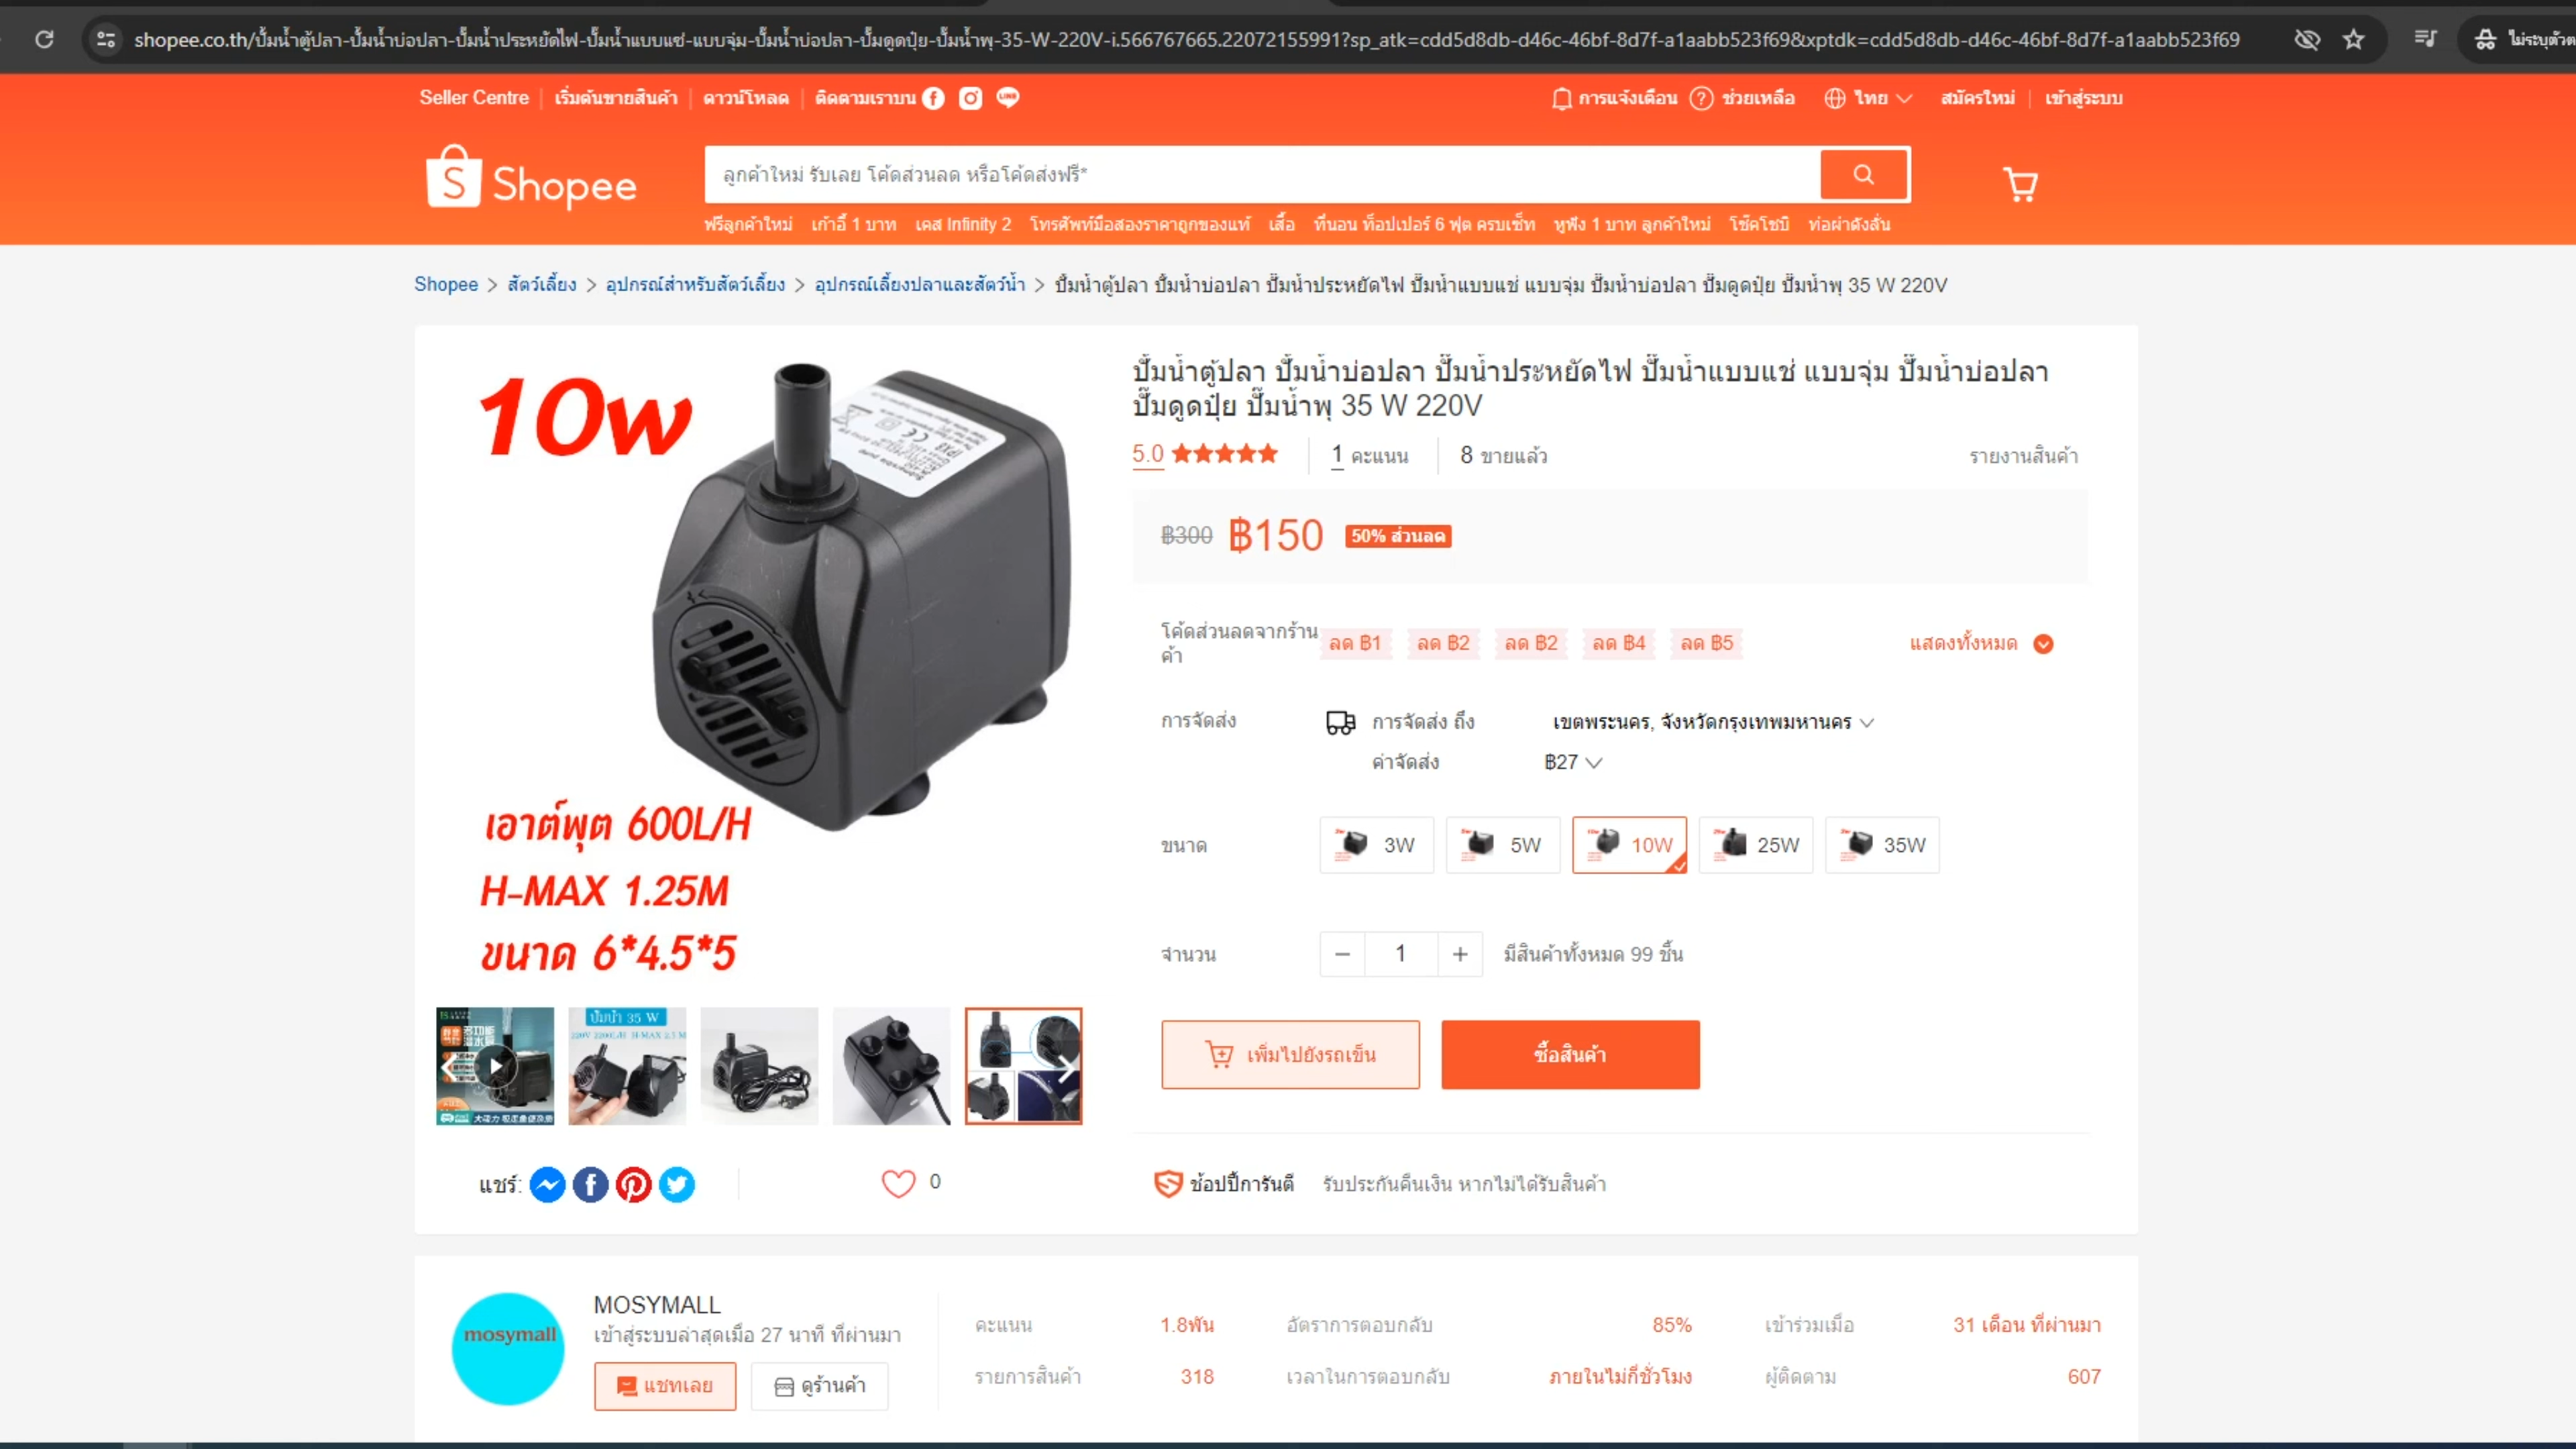 shopee.co.th/ปั๊มน้ำตู้ปลา-ปั๊มน้ำบ่อปลา-ปั๊มน้ำประหยัดไฟ-ปั๊มน้ำแบบแช่-แบบจุ่ม-ปั๊มน้ำบ่อปลา-ปั๊มดูดปุ๋ย-ปั๊มน้ำพุ-35-W-220V-i.566767665.22072155991?sp_atk=cdd5d8db-d46c-46bf-8d7f-a1aabb523f69&xptdk=cdd5d8db-d46c-46bf-8d7f-a1aabb523f69
Seller Centre เริ่มต้นขายสินค้า ดาวน์โหลด ติดตามเราบน LINE การแจ้งเตือน ช่วยเหลือ ไทย สมัครใหม่ เข้าสู่ระบบ
Shopee ลูกค้าใหม่ รับเลย โค้ดส่วนลด หรือโค้ดส่งฟรี*
ฟรีลูกค้าใหม่ เก้าอี้ 1 บาท เคส Infinity 2 โทรศัพท์มือสองราคาถูกของแท้ เสื้อ ที่นอน ท็อปเปอร์ 6 ฟุต ครบเซ็ท หูฟัง 1 บาท ลูกค้าใหม่ โช๊คโชบิ ท่อผ่าดังลั่น
Shopee > สัตว์เลี้ยง > อุปกรณ์สำหรับสัตว์เลี้ยง > อุปกรณ์เลี้ยงปลาและสัตว์น้ำ > ปั๊มน้ำตู้ปลา ปั๊มน้ำบ่อปลา ปั๊มน้ำประหยัดไฟ ปั๊มน้ำแบบแช่ แบบจุ่ม ปั๊มน้ำบ่อปลา ปั๊มดูดปุ๋ย ปั๊มน้ำพุ 35 W 220V
10w
เอาต์พุต 600L/H
H-MAX 1.25M
ขนาด 6*4.5*5
ปั๊มน้ำ 35 W
แชร์: 0
ปั๊มน้ำตู้ปลา ปั๊มน้ำบ่อปลา ปั๊มน้ำประหยัดไฟ ปั๊มน้ำแบบแช่ แบบจุ่ม ปั๊มน้ำบ่อปลา
ปั๊มดูดปุ๋ย ปั๊มน้ำพุ 35 W 220V
5.0 1 คะแนน 8 ขายแล้ว รายงานสินค้า
฿300 ฿150 50% ส่วนลด
โค้ดส่วนลดจากร้าน
ค้า
ลด ฿1 ลด ฿2 ลด ฿2 ลด ฿4 ลด ฿5 แสดงทั้งหมด
การจัดส่ง การจัดส่ง ถึง เขตพระนคร, จังหวัดกรุงเทพมหานคร
ค่าจัดส่ง ฿27
ขนาด 3W 5W 10W 25W 35W
จำนวน − 1 + มีสินค้าทั้งหมด 99 ชิ้น
เพิ่มไปยังรถเข็น ซื้อสินค้า
ช้อปปี้การันตี รับประกันคืนเงิน หากไม่ได้รับสินค้า
mosymall
MOSYMALL
เข้าสู่ระบบล่าสุดเมื่อ 27 นาที ที่ผ่านมา
แชทเลย ดูร้านค้า
คะแนน 1.8พัน อัตราการตอบกลับ 85% เข้าร่วมเมื่อ 31 เดือน ที่ผ่านมา
รายการสินค้า 318 เวลาในการตอบกลับ ภายในไม่กี่ชั่วโมง ผู้ติดตาม 607